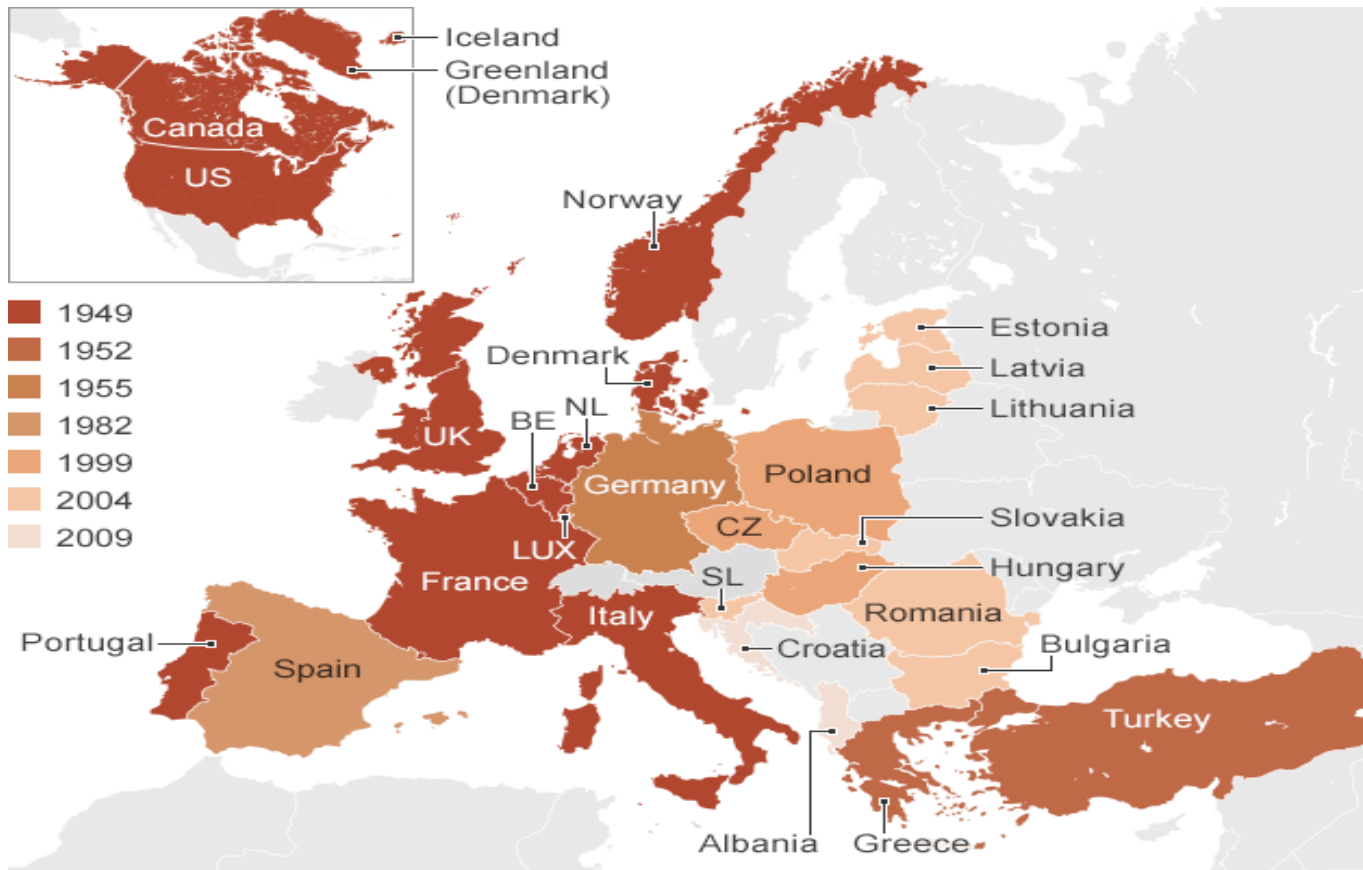 Iceland
Greenland
(Denmark)
Canada
US
Norway
1949
1952
1955
1982
1999
2004
2009
Estonia
Latvia
Lithuania
Denmark
NL
BE
UK
Germany
Poland
CZ
Slovakia
LUX
Hungary
SL
France
Italy
Romania
Portugal
Croatia
Bulgaria
Spain
Turkey
Albania
Greece